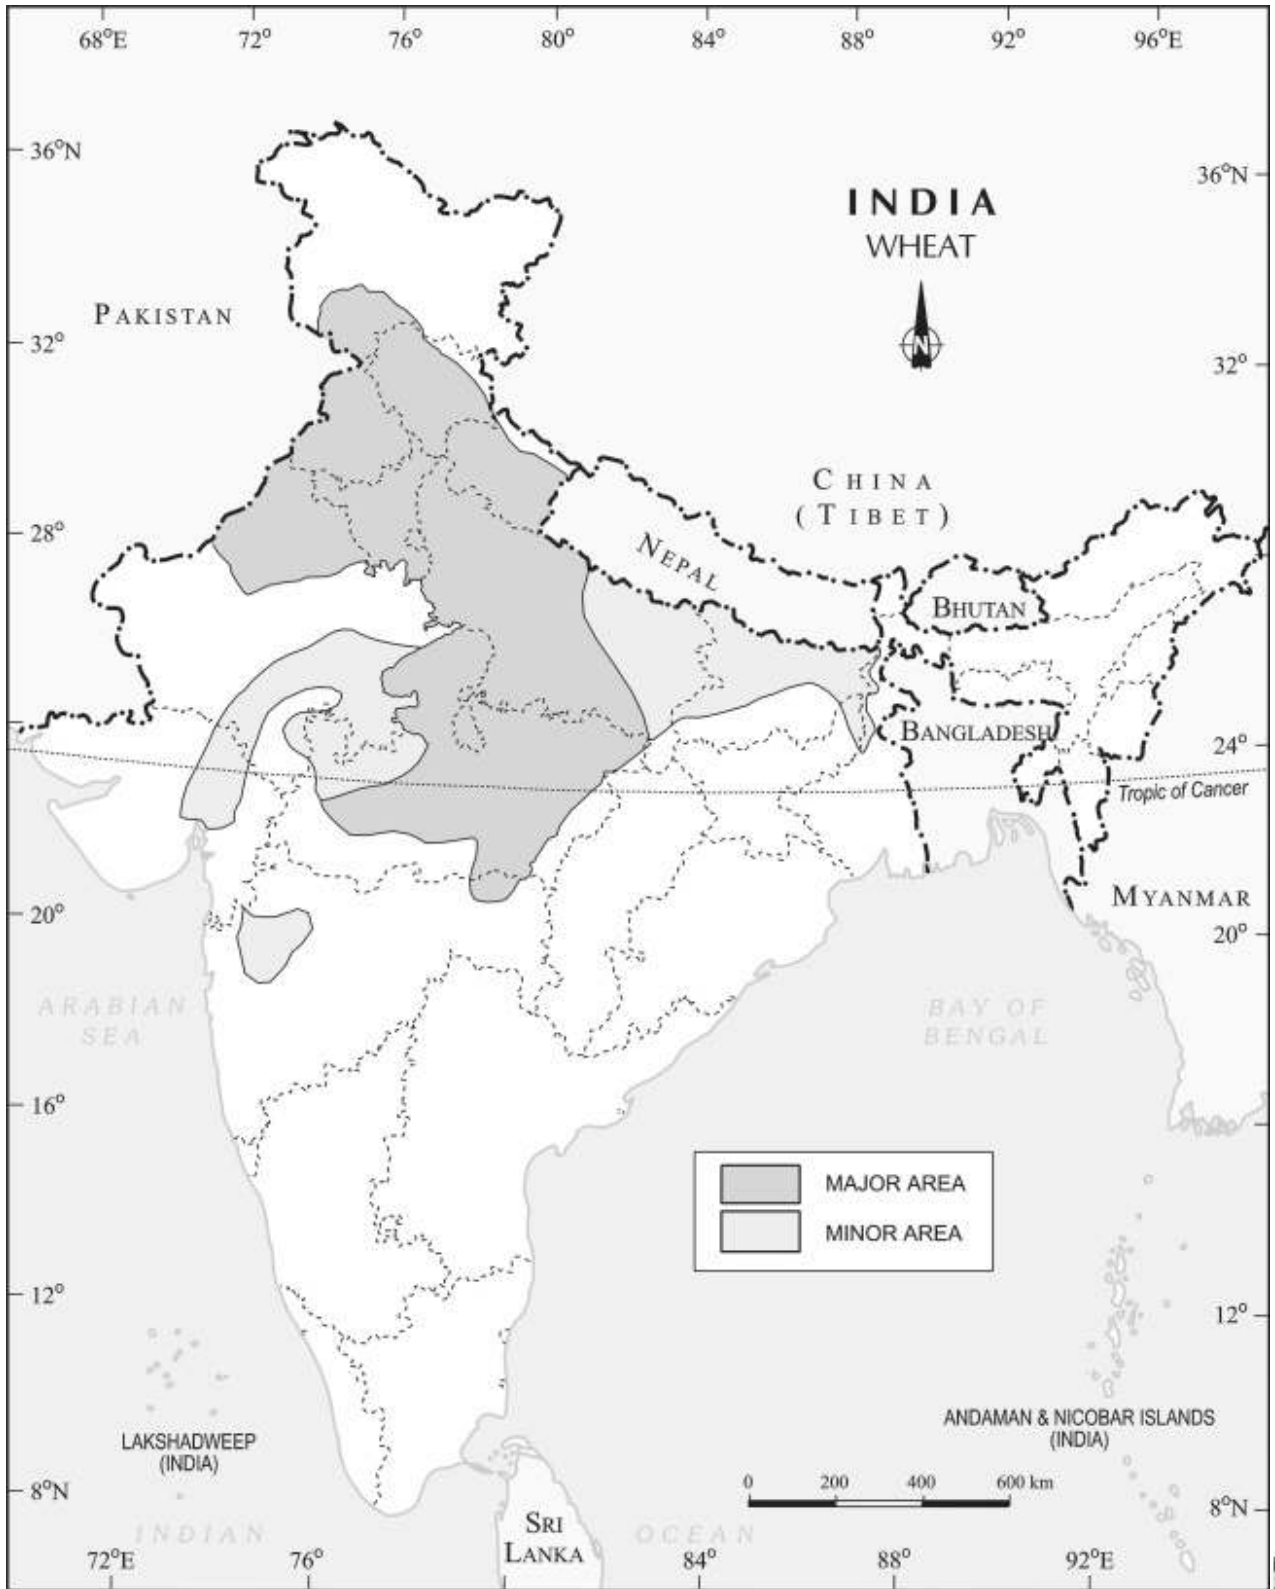 68°E 72° 76° 80° 84° 88° 92° 96°E
36°N
36°N
INDIA
WHEAT
N
PAKISTAN
32°
32°
CHINA
(TIBET)
28°
NEPAL
BHUTAN
BANGLADESH
24°
Tropic of Cancer
MYANMAR
20°
20°
ARABIAN
SEA
BAY OF
BENGAL
16°
MAJOR AREA
MINOR AREA
12°
12°
LAKSHADWEEP
(INDIA)
ANDAMAN & NICOBAR ISLANDS
(INDIA)
0 200 400 600 km
8°N
8°N
SRI
LANKA
INDIAN OCEAN
72°E 76° 84° 88° 92°E